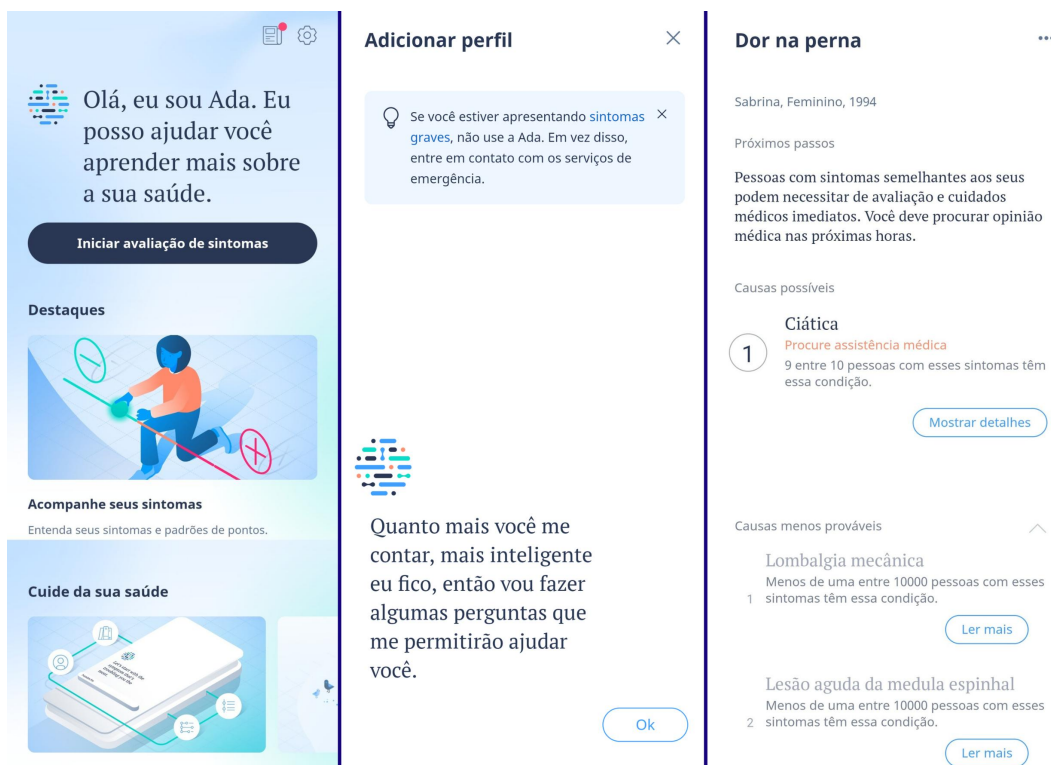 Olá, eu sou Ada. Eu
posso ajudar você
aprender mais sobre
a sua saúde.
Iniciar avaliação de sintomas
Destaques
Acompanhe seus sintomas
Entenda seus sintomas e padrões de pontos.
Cuide da sua saúde
Adicionar perfil
Se você estiver apresentando sintomas
graves, não use a Ada. Em vez disso,
entre em contato com os serviços de
emergência.
Quanto mais você me
contar, mais inteligente
eu fico, então vou fazer
algumas perguntas que
me permitirão ajudar
você.
Ok
Dor na perna
Sabrina, Feminino, 1994
Próximos passos
Pessoas com sintomas semelhantes aos seus
podem necessitar de avaliação e cuidados
médicos imediatos. Você deve procurar opinião
médica nas próximas horas.
Causas possíveis
1
Ciática
Procure assistência médica
9 entre 10 pessoas com esses sintomas têm
essa condição.
Mostrar detalhes
Causas menos prováveis
Lombalgia mecânica
Menos de uma entre 10000 pessoas com esses
1 sintomas têm essa condição.
Ler mais
Lesão aguda da medula espinhal
Menos de uma entre 10000 pessoas com esses
2 sintomas têm essa condição.
Ler mais